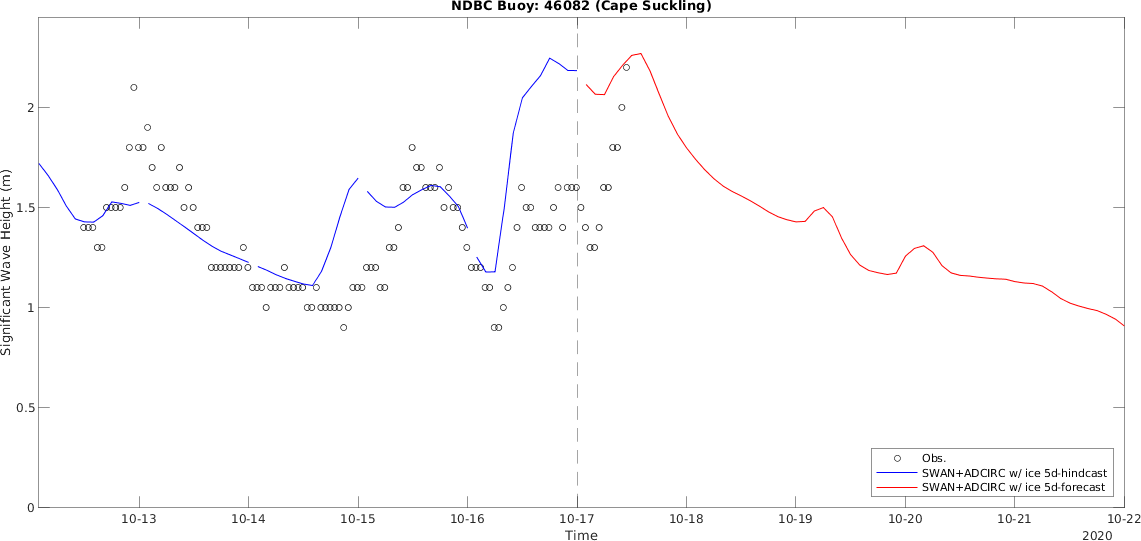 NDBC Buoy: 46082 (Cape Suckling)
Significant Wave Height (m)
2
1.5
1
0.5
0
10-13 10-14 10-15 10-16 10-17 10-18 10-19 10-20 10-21 10-22
Time
2020
Obs.
SWAN+ADCIRC w/ ice 5d-hindcast
SWAN+ADCIRC w/ ice 5d-forecast